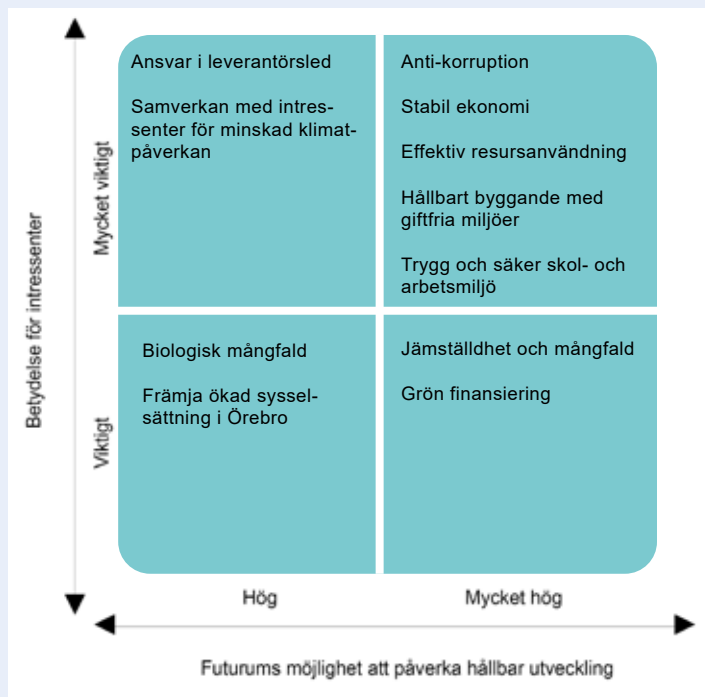 Betydelse för intressenter
Mycket viktigt
Ansvar i leverantörsled
Samverkan med intres-
senter för minskad klimat-
påverkan
Anti-korruption
Stabil ekonomi
Effektiv resursanvändning
Hållbart byggande med
giftfria miljöer
Trygg och säker skol- och
arbetsmiljö
Viktigt
Biologisk mångfald
Främja ökad syssel-
sättning i Örebro
Jämställdhet och mångfald
Grön finansiering
Hög
Mycket hög
Futurums möjlighet att påverka hållbar utveckling